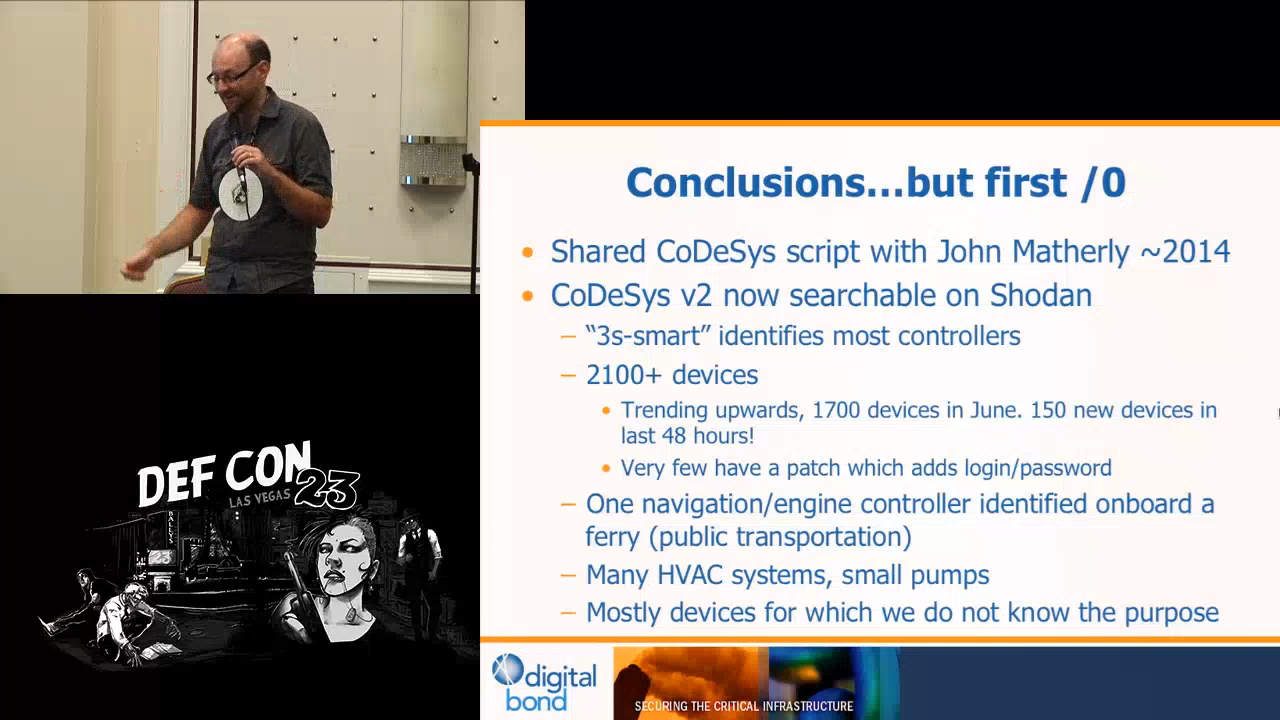 Conclusions...but first /0
• Shared CoDeSys script with John Matherly ~2014
• CoDeSys v2 now searchable on Shodan
– “3s-smart” identifies most controllers
– 2100+ devices
• Trending upwards, 1700 devices in June. 150 new devices in
last 48 hours!
• Very few have a patch which adds login/password
– One navigation/engine controller identified onboard a
ferry (public transportation)
– Many HVAC systems, small pumps
– Mostly devices for which we do not know the purpose
DEF CON
LAS VEGAS 23
BALLYS
digital
bond
SECURING THE CRITICAL INFRASTRUCTURE